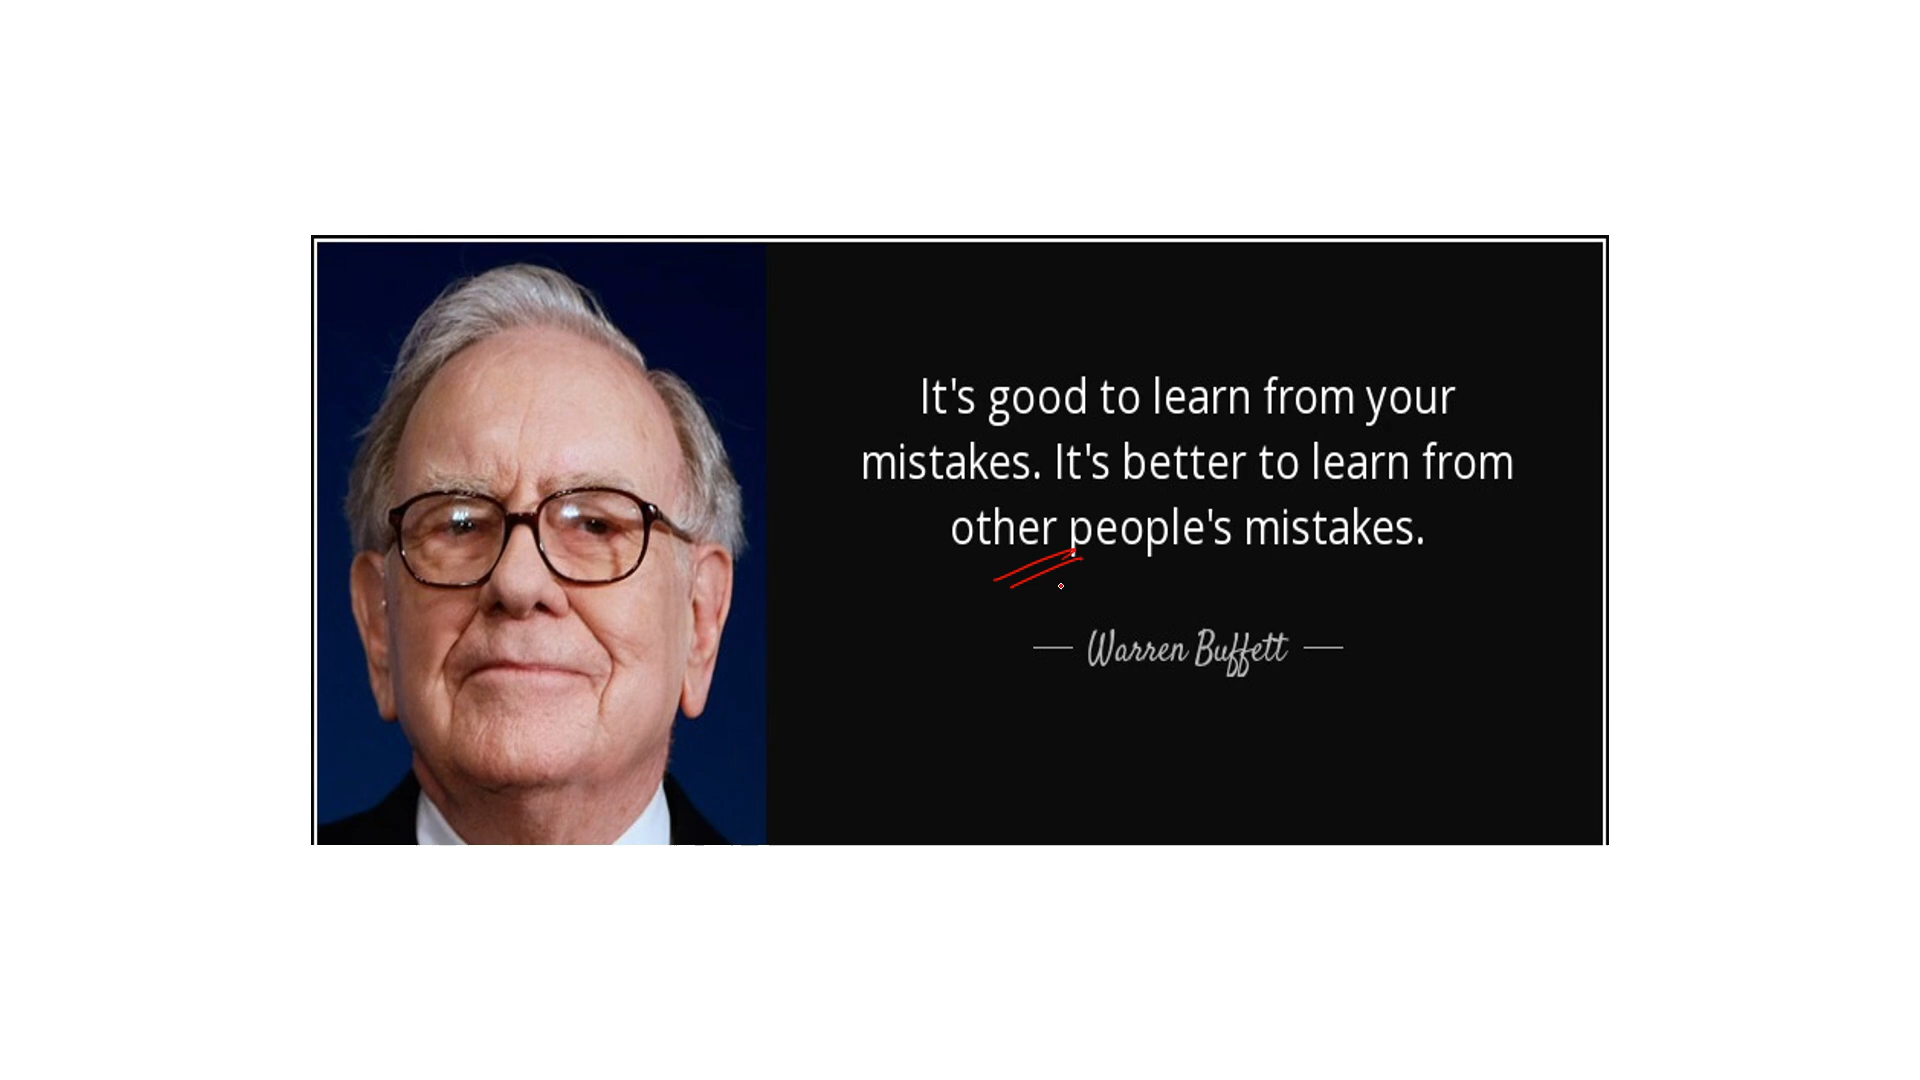 It's good to learn from your
mistakes. It's better to learn from
other people's mistakes.
— Warren Buffett —